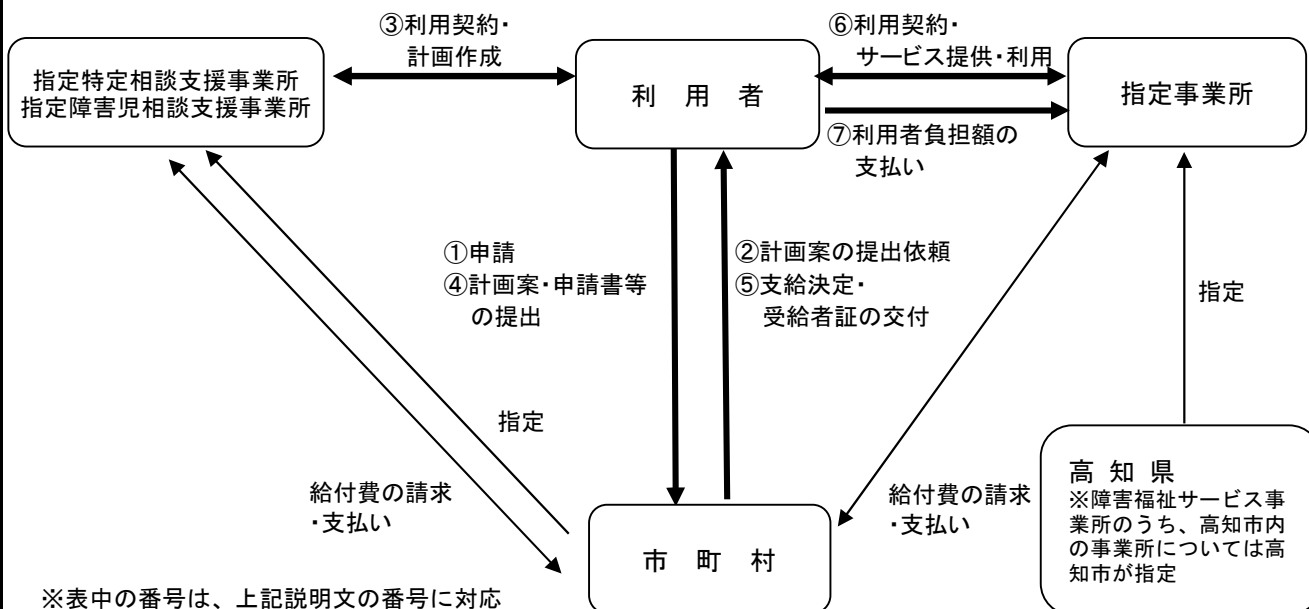 ③利用契約・
計画作成
⑥利用契約・
サービス提供・利用
指定特定相談支援事業所
指定障害児相談支援事業所
利　用　者
指定事業所
⑦利用者負担額の
支払い
①申請
④計画案・申請書等
の提出
②計画案の提出依頼
⑤支給決定・
受給者証の交付
指定
指定
給付費の請求
・支払い
給付費の請求
・支払い
高 知 県
※障害福祉サービス事
業所のうち、高知市内
の事業所については高
知市が指定
市　町　村
※表中の番号は、上記説明文の番号に対応